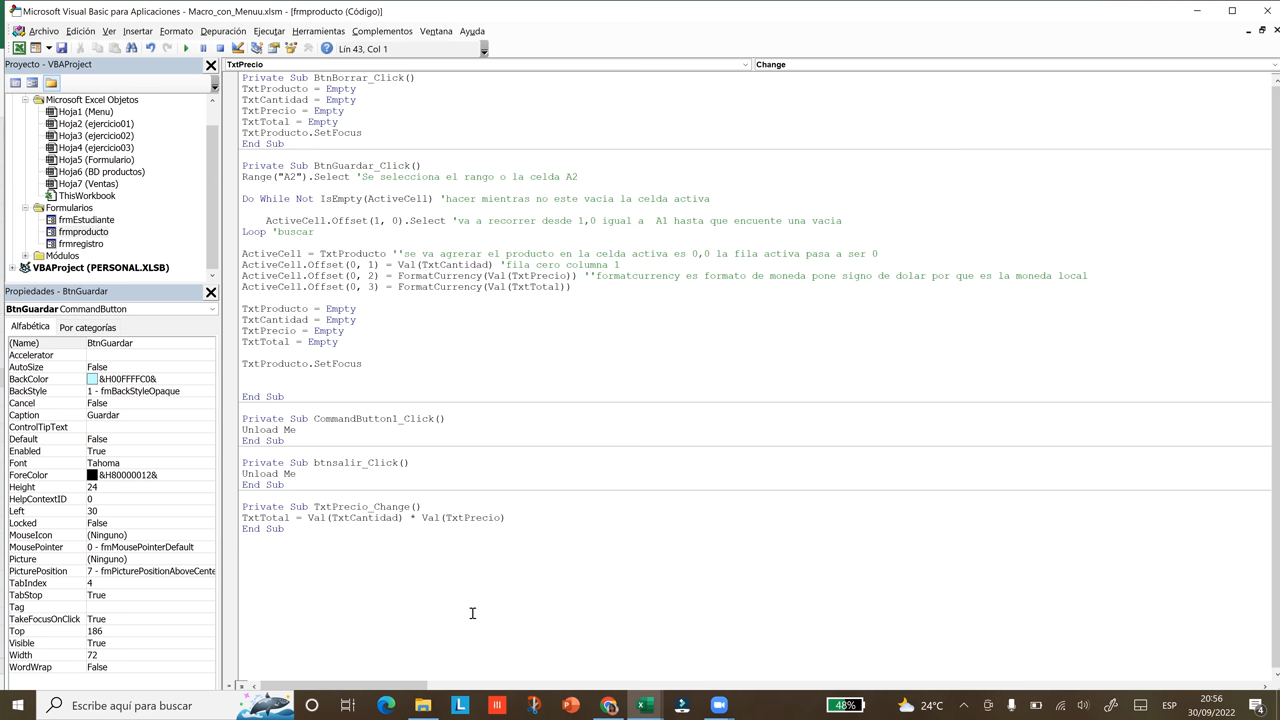 Microsoft Visual Basic para Aplicaciones - Macro_con_Menuu.xlsm - [frmproducto (Código)]
Archivo Edición Ver Insertar Formato Depuración Ejecutar Herramientas Complementos Ventana Ayuda
Lín 43, Col 1
Proyecto - VBAProject
Microsoft Excel Objetos
Hoja1 (Menu)
Hoja2 (ejercicio01)
Hoja3 (ejercicio02)
Hoja4 (ejercicio03)
Hoja5 (Formulario)
Hoja6 (BD productos)
Hoja7 (Ventas)
ThisWorkbook
Formularios
frmEstudiante
frmproducto
frmregistro
Módulos
VBAProject (PERSONAL.XLSB)
Propiedades - BtnGuardar
BtnGuardar CommandButton
Alfabética Por categorías
(Name) BtnGuardar
Accelerator
AutoSize False
BackColor &H00FFFFC0&
BackStyle 1 - fmBackStyleOpaque
Cancel False
Caption Guardar
ControlTipText
Default False
Enabled True
Font Tahoma
ForeColor &H80000012&
Height 24
HelpContextID 0
Left 30
Locked False
MouseIcon (Ninguno)
MousePointer 0 - fmMousePointerDefault
Picture (Ninguno)
PicturePosition 7 - fmPicturePositionAboveCente
TabIndex 4
TabStop True
Tag
TakeFocusOnClick True
Top 186
Visible True
Width 72
WordWrap False
TxtPrecio Change
Private Sub BtnBorrar_Click()
TxtProducto = Empty
TxtCantidad = Empty
TxtPrecio = Empty
TxtTotal = Empty
TxtProducto.SetFocus
End Sub
Private Sub BtnGuardar_Click()
Range("A2").Select 'Se selecciona el rango o la celda A2
Do While Not IsEmpty(ActiveCell) 'hacer mientras no este vacia la celda activa
ActiveCell.Offset(1, 0).Select 'va a recorrer desde 1,0 igual a  A1 hasta que encuente una vacia
Loop 'buscar
ActiveCell = TxtProducto ''se va agrerar el producto en la celda activa es 0,0 la fila activa pasa a ser 0
ActiveCell.Offset(0, 1) = Val(TxtCantidad) 'fila cero columna 1
ActiveCell.Offset(0, 2) = FormatCurrency(Val(TxtPrecio)) ''formatcurrency es formato de moneda pone signo de dolar por que es la moneda local
ActiveCell.Offset(0, 3) = FormatCurrency(Val(TxtTotal))
TxtProducto = Empty
TxtCantidad = Empty
TxtPrecio = Empty
TxtTotal = Empty
TxtProducto.SetFocus
End Sub
Private Sub CommandButton1_Click()
Unload Me
End Sub
Private Sub btnsalir_Click()
Unload Me
End Sub
Private Sub TxtPrecio_Change()
TxtTotal = Val(TxtCantidad) * Val(TxtPrecio)
End Sub
Escribe aquí para buscar
48%
24°C
ESP
20:56
30/09/2022
4